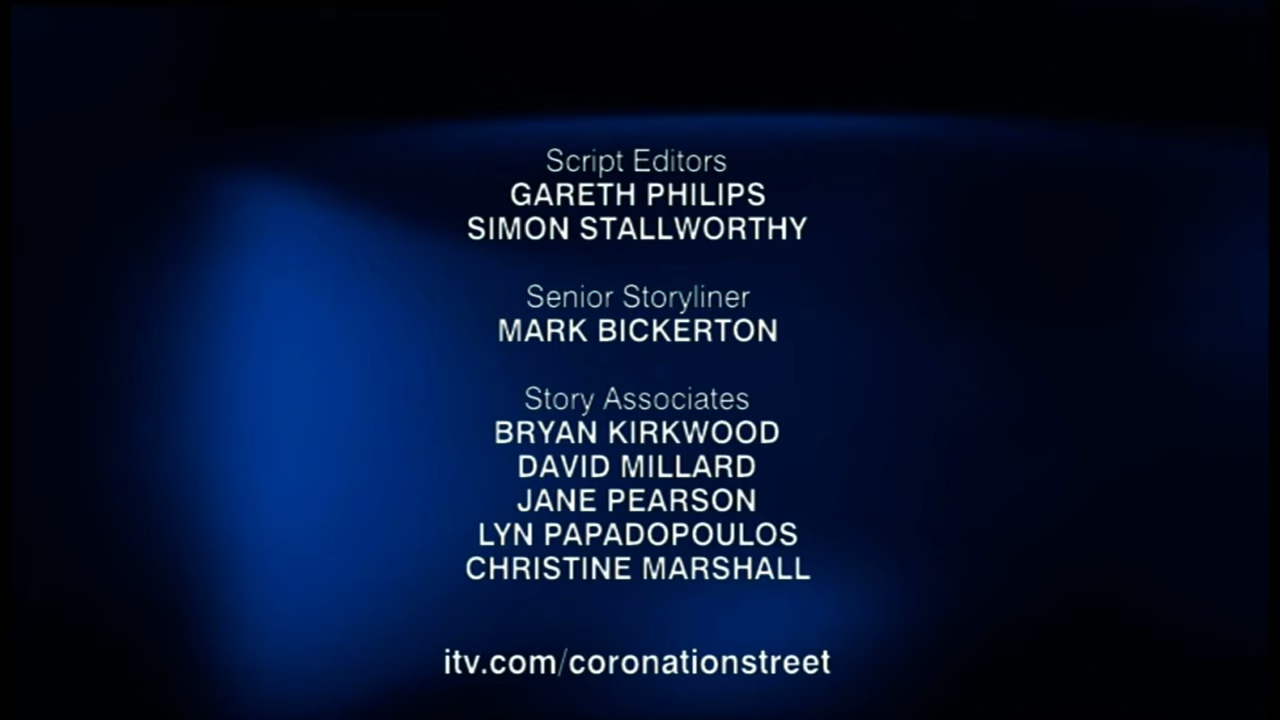 Script Editors
GARETH PHILIPS
SIMON STALLWORTHY
Senior Storyliner
MARK BICKERTON
Story Associates
BRYAN KIRKWOOD
DAVID MILLARD
JANE PEARSON
LYN PAPADOPOULOS
CHRISTINE MARSHALL
itv.com/coronationstreet